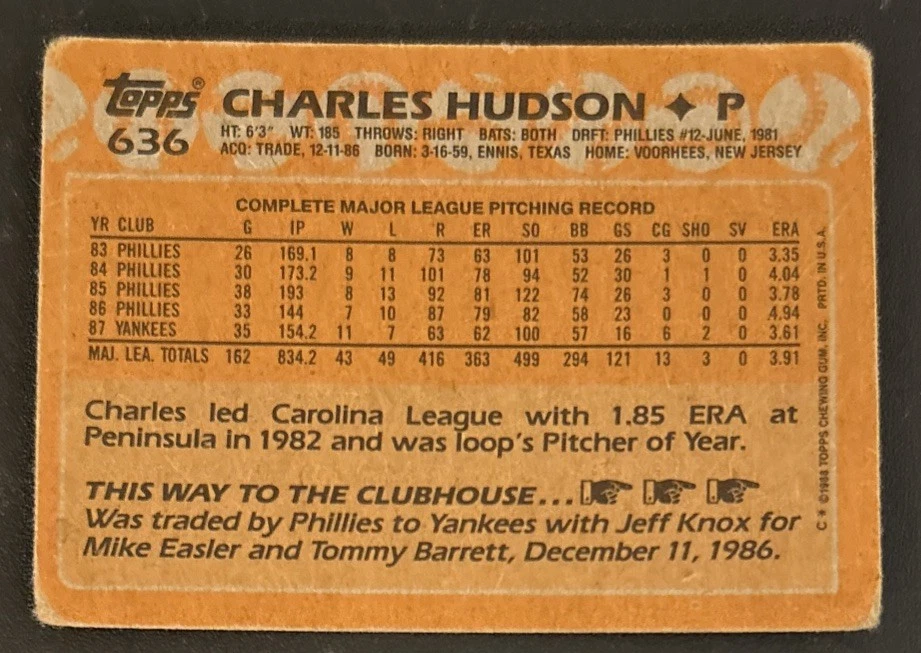 Topps®
636
CHARLES HUDSON ✦ P
HT: 6'3" WT: 185 THROWS: RIGHT BATS: BOTH DRFT: PHILLIES #12-JUNE, 1981
ACQ: TRADE, 12-11-86 BORN: 3-16-59, ENNIS, TEXAS HOME: VOORHEES, NEW JERSEY
COMPLETE MAJOR LEAGUE PITCHING RECORD
YR CLUB G IP W L R ER SO BB GS CG SHO SV ERA
83 PHILLIES 26 169.1 8 8 73 63 101 53 26 3 0 0 3.35
84 PHILLIES 30 173.2 9 11 101 78 94 52 30 1 1 0 4.04
85 PHILLIES 38 193 8 13 92 81 122 74 26 3 0 0 3.78
86 PHILLIES 33 144 7 10 87 79 82 58 23 0 0 0 4.94
87 YANKEES 35 154.2 11 7 63 62 100 57 16 6 2 0 3.61
MAJ. LEA. TOTALS 162 834.2 43 49 416 363 499 294 121 13 3 0 3.91
Charles led Carolina League with 1.85 ERA at
Peninsula in 1982 and was loop's Pitcher of Year.
THIS WAY TO THE CLUBHOUSE...
Was traded by Phillies to Yankees with Jeff Knox for
Mike Easler and Tommy Barrett, December 11, 1986.
C * ©1988 TOPPS CHEWING GUM, INC. PRTD. IN U.S.A.